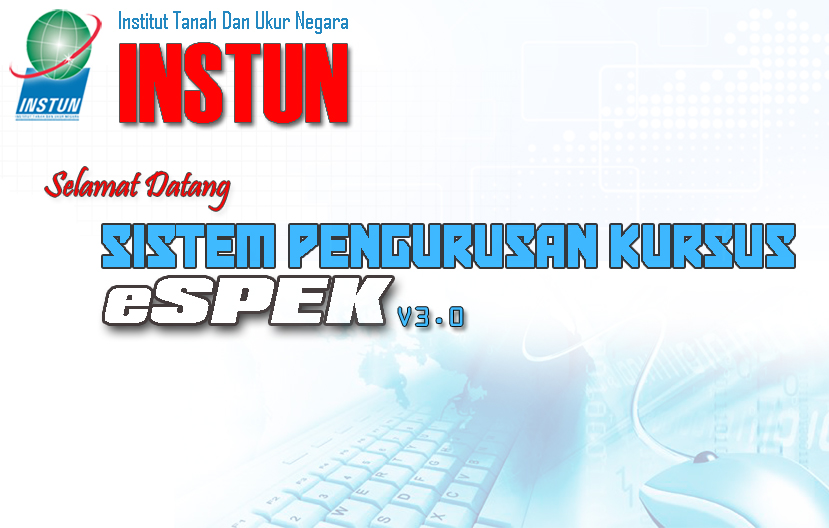 Institut Tanah Dan Ukur Negara
INSTUN
INSTUN
Selamat Datang
SISTEM PENGURUSAN KURSUS
eSPEK V3.0